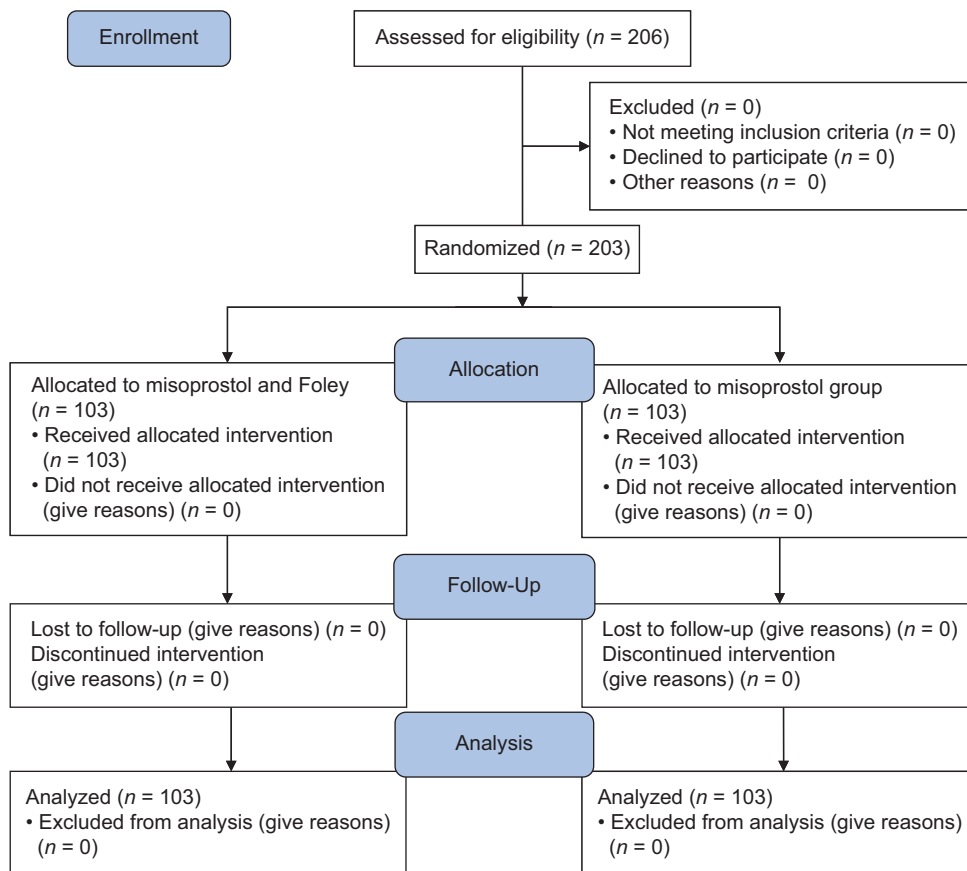 Enrollment
Assessed for eligibility (n = 206)
Excluded (n = 0)
• Not meeting inclusion criteria (n = 0)
• Declined to participate (n = 0)
• Other reasons (n = 0)
Randomized (n = 203)
Allocation
Allocated to misoprostol and Foley
(n = 103)
• Received allocated intervention
(n = 103)
• Did not receive allocated intervention
(give reasons) (n = 0)
Allocated to misoprostol group
(n = 103)
• Received allocated intervention
(n = 103)
• Did not receive allocated intervention
(give reasons) (n = 0)
Follow-Up
Lost to follow-up (give reasons) (n = 0)
Discontinued intervention
(give reasons) (n = 0)
Lost to follow-up (give reasons) (n = 0)
Discontinued intervention
(give reasons) (n = 0)
Analysis
Analyzed (n = 103)
• Excluded from analysis (give reasons)
(n = 0)
Analyzed (n = 103)
• Excluded from analysis (give reasons)
(n = 0)